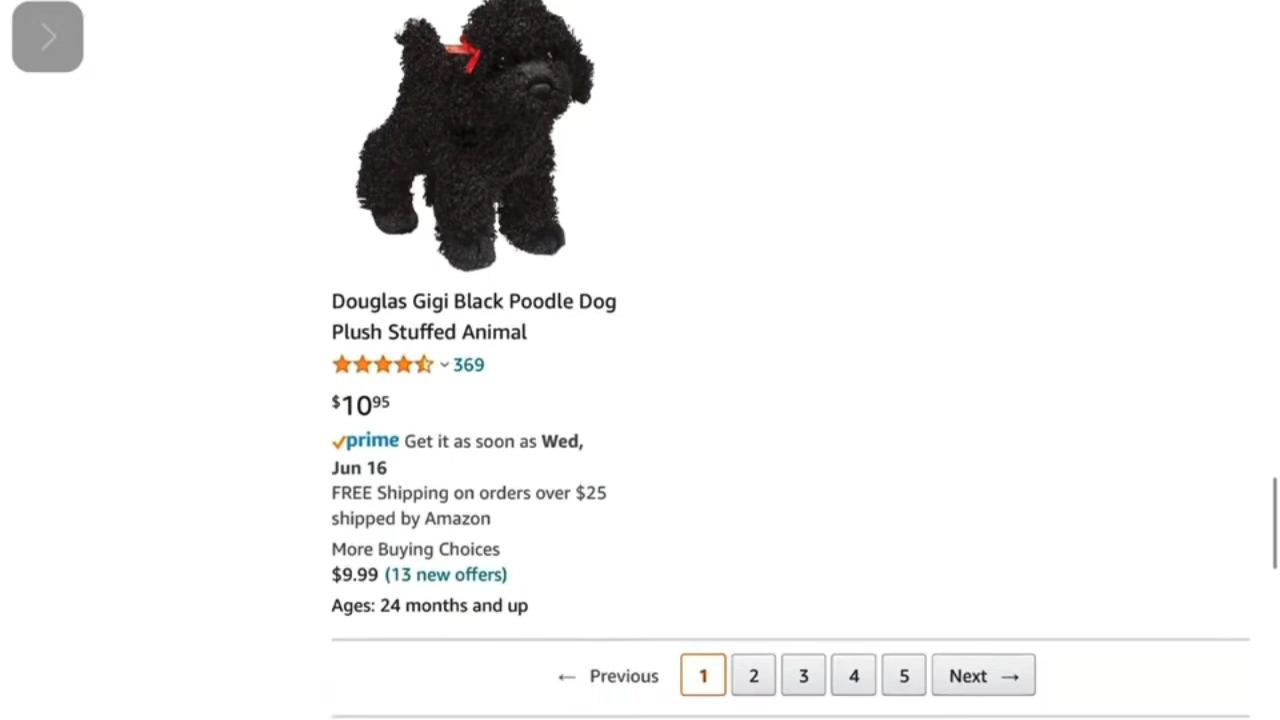 Douglas Gigi Black Poodle Dog
Plush Stuffed Animal
369
$1095
prime Get it as soon as Wed,
Jun 16
FREE Shipping on orders over $25
shipped by Amazon
More Buying Choices
$9.99 (13 new offers)
Ages: 24 months and up
← Previous 1 2 3 4 5 Next →